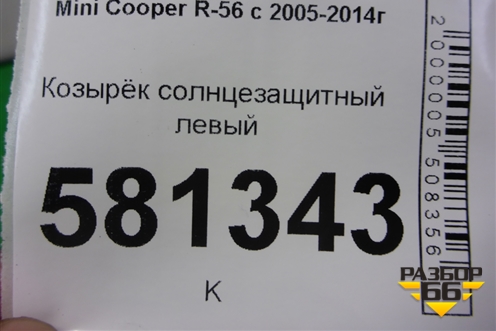 Mini Cooper R-56 с 2005-2014г
Козырёк солнцезащитный
левый
581343
К
2000005508356
РАЗБОР
66